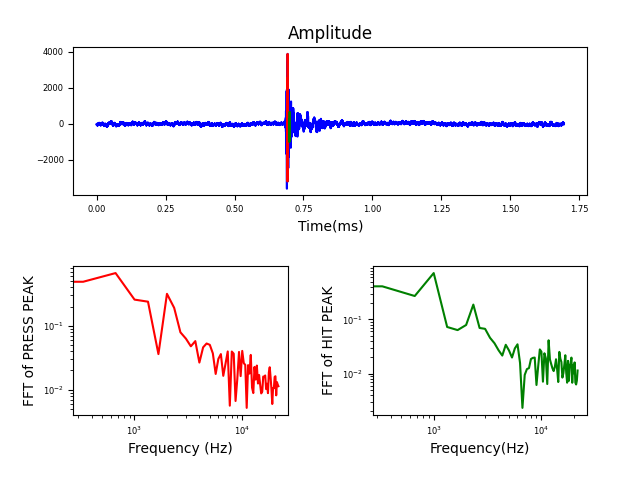 Amplitude
4000
2000
0
−2000
0.00 0.25 0.50 0.75 1.00 1.25 1.50 1.75
Time(ms)
FFT of PRESS PEAK
10⁻¹
10⁻²
10³ 10⁴
Frequency (Hz)
FFT of HIT PEAK
10⁻¹
10⁻²
10³ 10⁴
Frequency(Hz)